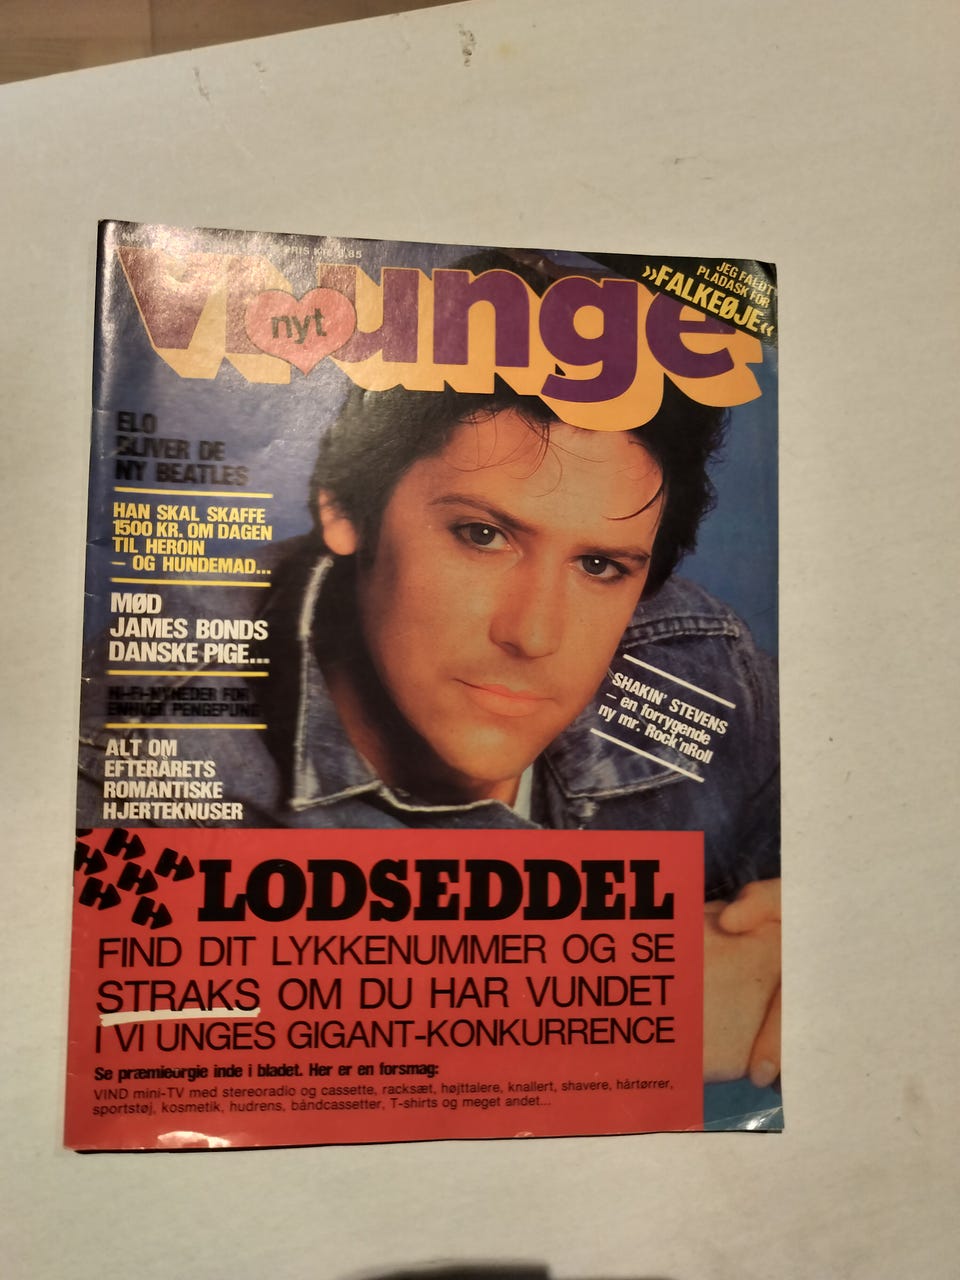 PRIS KR.
Vi unge
nyt
JEG FALDT
PLADASK FOR
»FALKEØJE«
ELO
BLIVER DE
NY BEATLES
HAN SKAL SKAFFE
1500 KR. OM DAGEN
TIL HEROIN
– OG HUNDEMAD...
MØD
JAMES BONDS
DANSKE PIGE...
HI-FI-NYHEDER FOR
ENHVER PENGEPUNG
ALT OM
EFTERÅRETS
ROMANTISKE
HJERTEKNUSER
SHAKIN' STEVENS
– en forrygende
ny mr. Rock'nRoll
LODSEDDEL
FIND DIT LYKKENUMMER OG SE
STRAKS OM DU HAR VUNDET
I VI UNGES GIGANT-KONKURRENCE
Se præmieorgie inde i bladet. Her er en forsmag:
VIND mini-TV med stereoradio og cassette, racksæt, højttalere, knallert, shavere, hårtørrer,
sportstøj, kosmetik, hudrens, båndcassetter, T-shirts og meget andet...